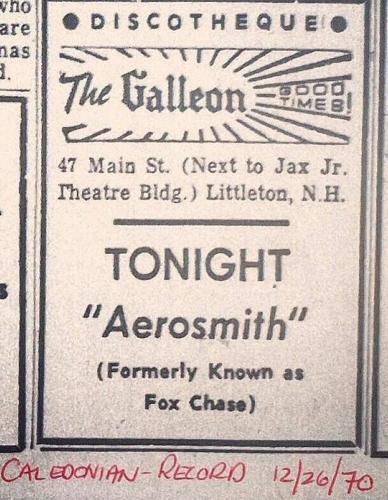 who
are
nas
d.
• DISCOTHEQUE! •
The Galleon
GOOD
TIMES!
47 Main St. (Next to Jax Jr.
Theatre Bldg.) Littleton, N.H.
TONIGHT
"Aerosmith"
(Formerly Known as
Fox Chase)
CALEDONIAN-RECORD 12/26/70